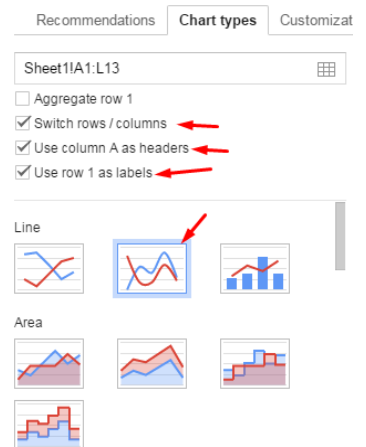 Recommendations Chart types Customizat
Sheet1!A1:L13
Aggregate row 1
Switch rows / columns
Use column A as headers
Use row 1 as labels
Line
Area